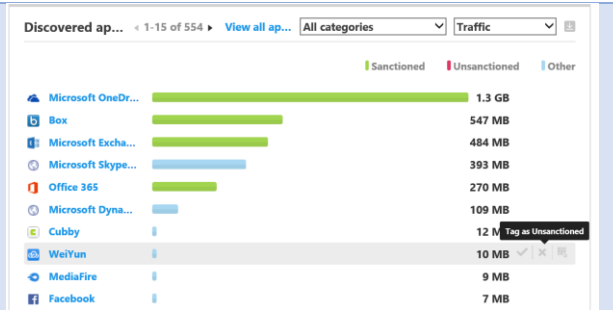 Discovered ap... 1-15 of 554 View all ap... All categories Traffic
Sanctioned Unsanctioned Other
Microsoft OneDr... 1.3 GB
Box 547 MB
Microsoft Excha... 484 MB
Microsoft Skype... 393 MB
Office 365 270 MB
Microsoft Dyna... 109 MB
Cubby 12 M Tag as Unsanctioned
WeiYun 10 MB
MediaFire 9 MB
Facebook 7 MB